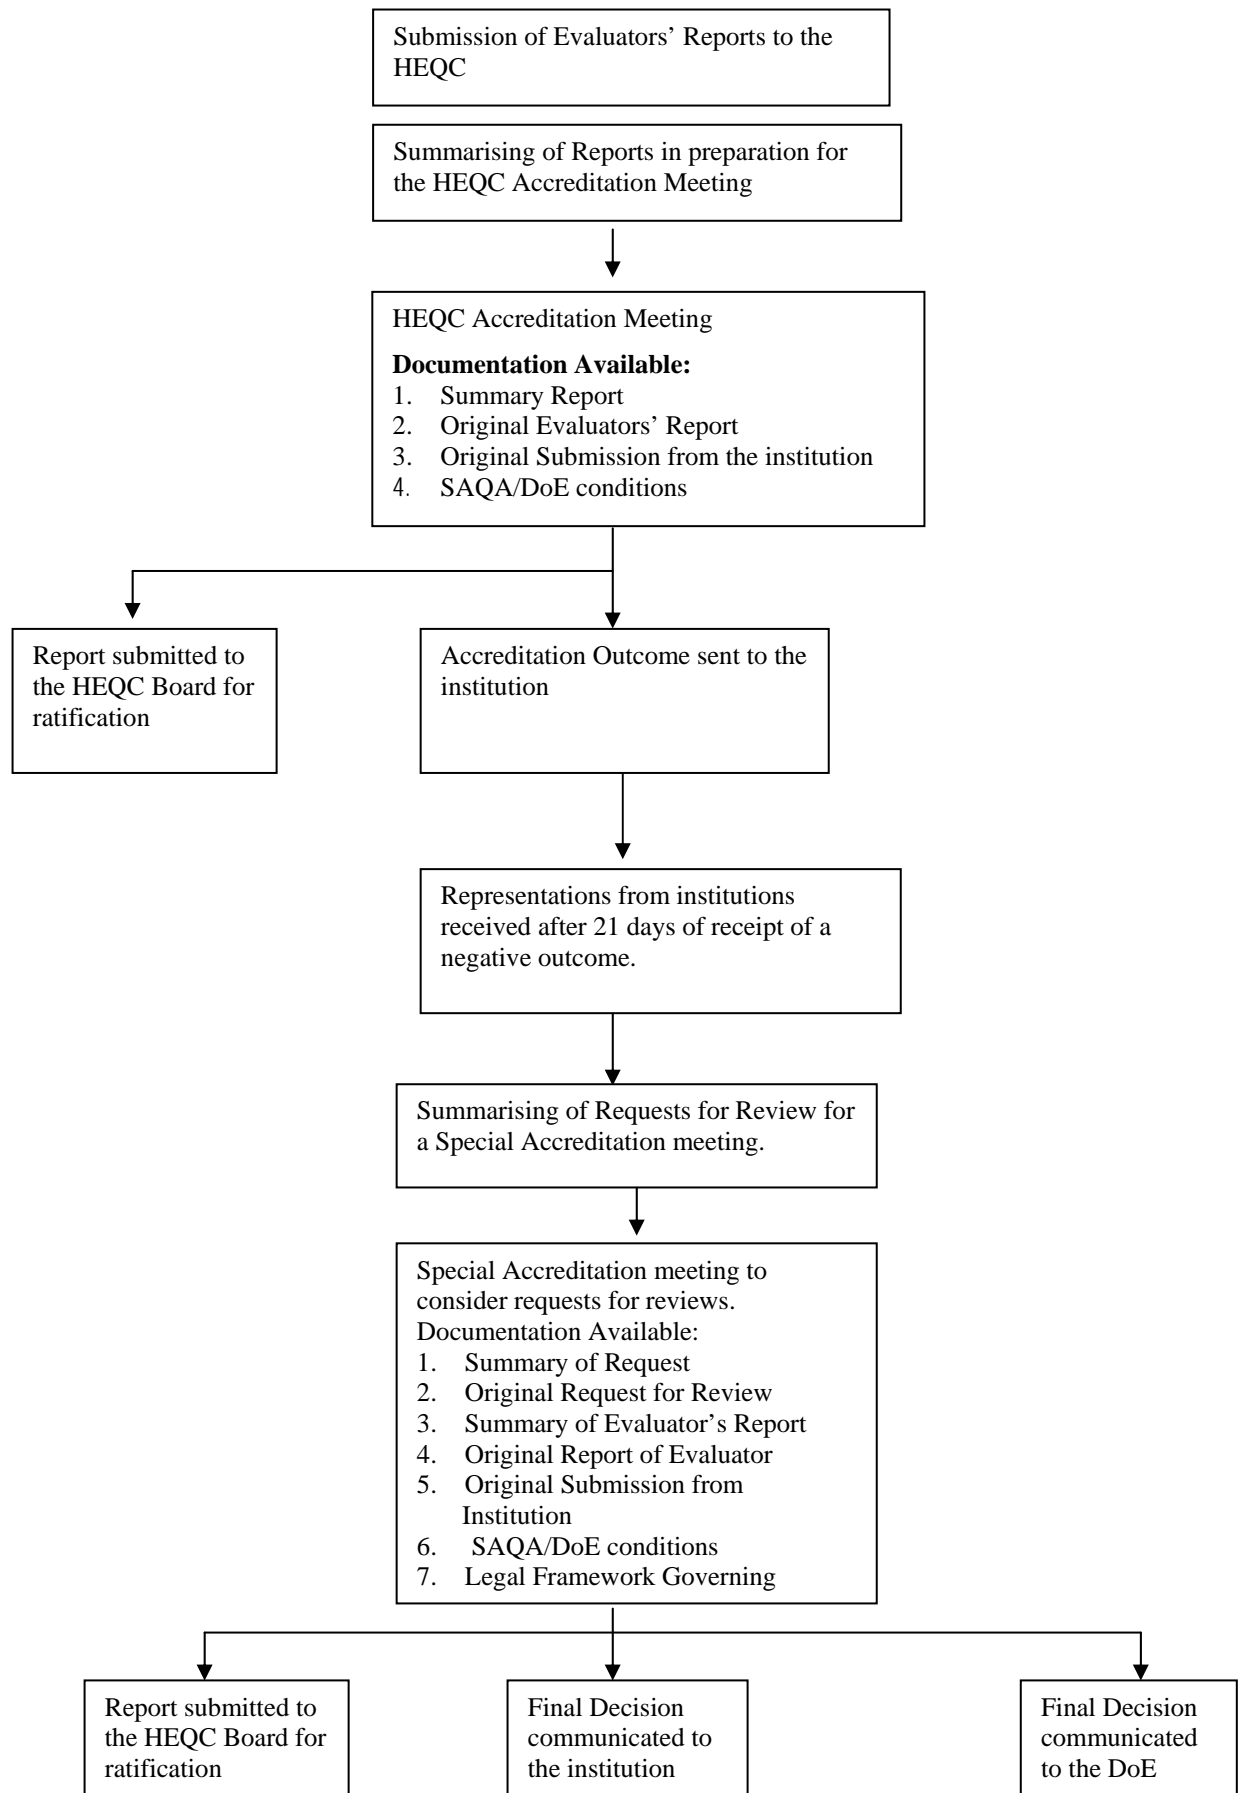 Submission of Evaluators’ Reports to the
HEQC
Summarising of Reports in preparation for
the HEQC Accreditation Meeting
HEQC Accreditation Meeting
Documentation Available:
1. Summary Report
2. Original Evaluators’ Report
3. Original Submission from the institution
4. SAQA/DoE conditions
Report submitted to
the HEQC Board for
ratification
Accreditation Outcome sent to the
institution
Representations from institutions
received after 21 days of receipt of a
negative outcome.
Summarising of Requests for Review for
a Special Accreditation meeting.
Special Accreditation meeting to
consider requests for reviews.
Documentation Available:
1. Summary of Request
2. Original Request for Review
3. Summary of Evaluator’s Report
4. Original Report of Evaluator
5. Original Submission from
Institution
6. SAQA/DoE conditions
7. Legal Framework Governing
Report submitted to
the HEQC Board for
ratification
Final Decision
communicated to
the institution
Final Decision
communicated
to the DoE